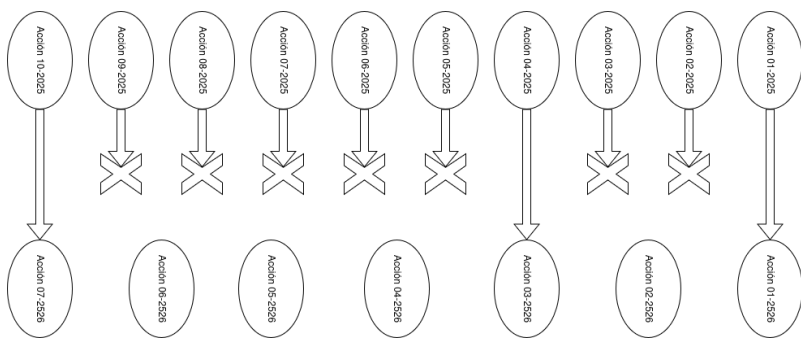 Acción 01-2025
Acción 02-2025
Acción 03-2025
Acción 04-2025
Acción 05-2025
Acción 06-2025
Acción 07-2025
Acción 08-2025
Acción 09-2025
Acción 10-2025
Acción 01-2526
Acción 02-2526
Acción 03-2526
Acción 04-2526
Acción 05-2526
Acción 06-2526
Acción 07-2526